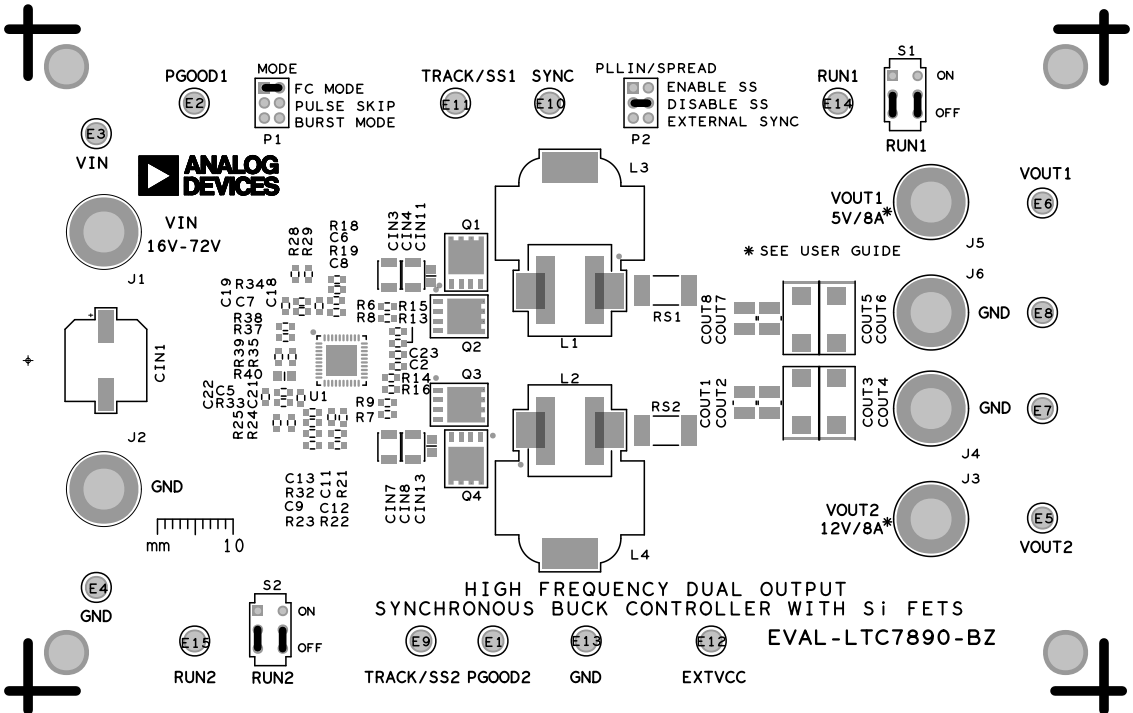 S1
ON
OFF
RUN1
PGOOD1
E2
MODE
FC MODE
PULSE SKIP
BURST MODE
P1
TRACK/SS1
E11
SYNC
E10
PLLIN/SPREAD
ENABLE SS
DISABLE SS
EXTERNAL SYNC
P2
RUN1
E14
E3
VIN
ANALOG
DEVICES
VIN
16V-72V
J1
L3
VOUT1
5V/8A*
J5
VOUT1
E6
* SEE USER GUIDE
R28
R29
R18
C6
R19
C8
CIN3
CIN4
CIN11
Q1
C19
R34
C7
C18
R38
R37
R39
R35
R40
R6
R8
R15
R13
Q2
C23
C2
L1
RS1
COUT8
COUT7
COUT5
COUT6
J6
GND
E8
CIN1
C22
C5
R33
C21
R25
R24
U1
R14
R16
R9
R7
Q3
L2
RS2
COUT1
COUT2
COUT3
COUT4
GND
E7
J4
J2
GND
C13
R32
C9
R23
C11
R21
C12
R22
CIN7
CIN8
CIN13
Q4
L4
J3
VOUT2
12V/8A*
E5
VOUT2
mm
10
E4
GND
HIGH FREQUENCY DUAL OUTPUT
SYNCHRONOUS BUCK CONTROLLER WITH Si FETS
EVAL-LTC7890-BZ
S2
ON
OFF
RUN2
E15
RUN2
E9
TRACK/SS2
E1
PGOOD2
E13
GND
E12
EXTVCC